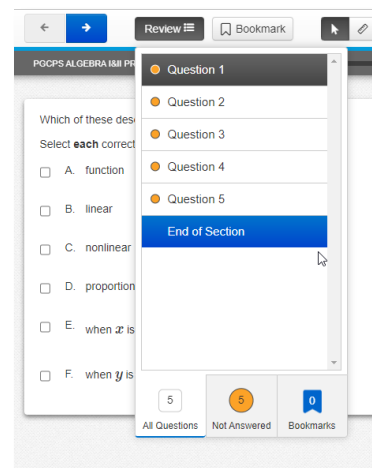 Review
Bookmark
PGCPS ALGEBRA I&II PR
Question 1
Question 2
Question 3
Question 4
Question 5
End of Section
Which of these des
Select each correct
A. function
B. linear
C. nonlinear
D. proportion
E. when x is
F. when y is
5
5
0
All Questions
Not Answered
Bookmarks